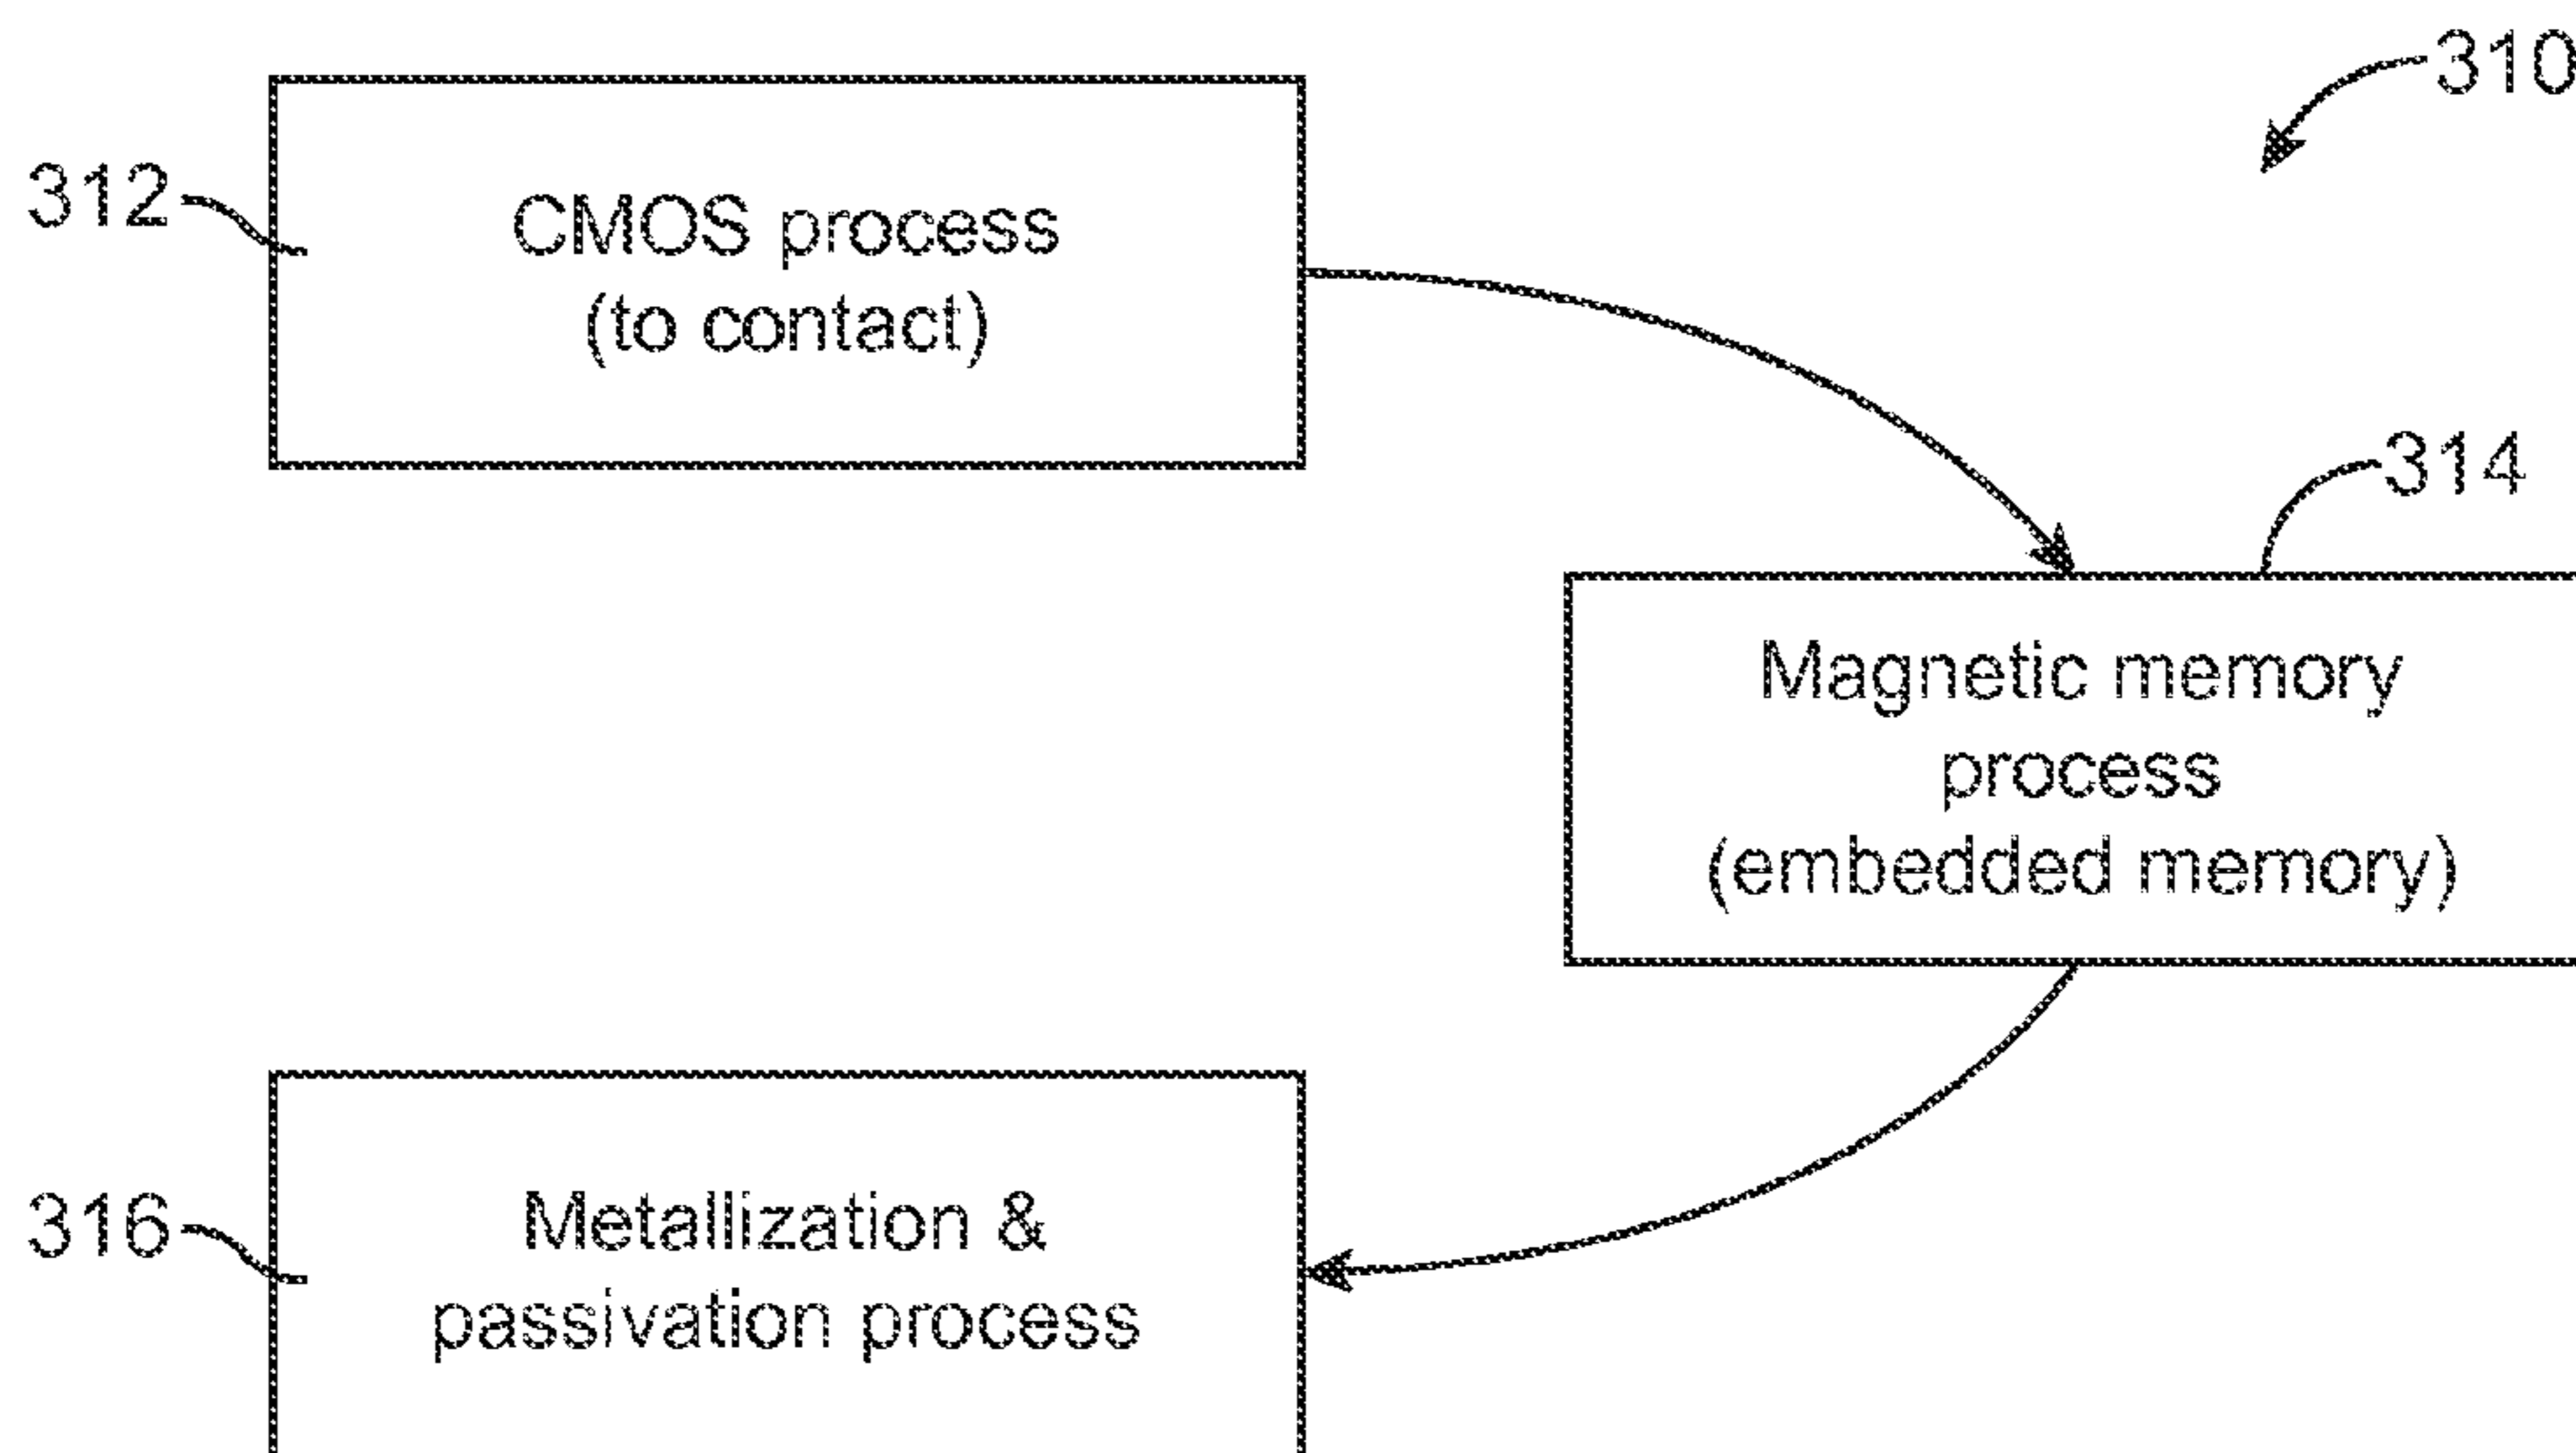 310
312
CMOS process
(to contact)
314
Magnetic memory
process
(embedded memory)
316
Metallization &
passivation process